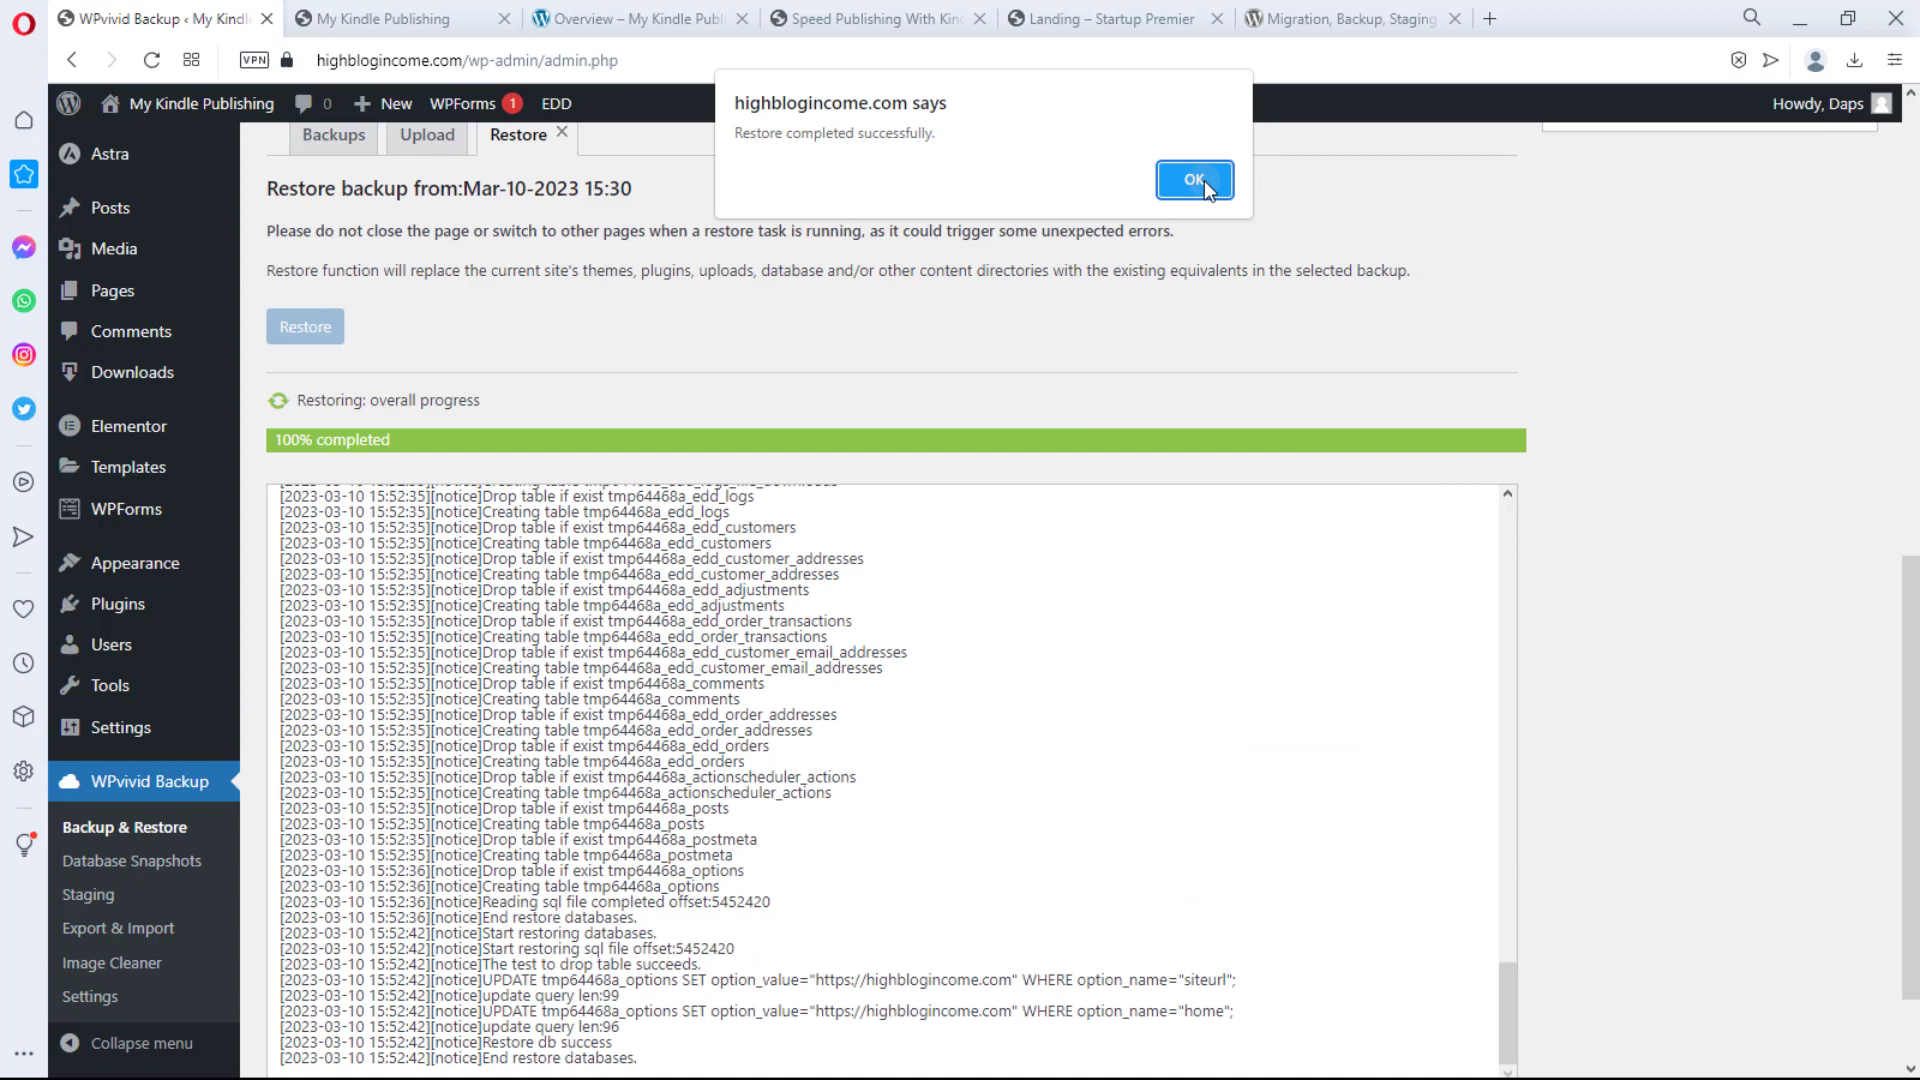 WPvivid Backup ‹ My Kindl
My Kindle Publishing
Overview – My Kindle Publ
Speed Publishing With Kin
Landing – Startup Premier
Migration, Backup, Staging
VPN
highblogincome.com/wp-admin/admin.php
My Kindle Publishing
0
New
WPForms 1
EDD
Howdy, Daps
highblogincome.com says
Restore completed successfully.
OK
Astra
Posts
Media
Pages
Comments
Downloads
Elementor
Templates
WPForms
Appearance
Plugins
Users
Tools
Settings
WPvivid Backup
Backup & Restore
Database Snapshots
Staging
Export & Import
Image Cleaner
Settings
Collapse menu
Backups
Upload
Restore
Restore backup from:Mar-10-2023 15:30
Please do not close the page or switch to other pages when a restore task is running, as it could trigger some unexpected errors.
Restore function will replace the current site's themes, plugins, uploads, database and/or other content directories with the existing equivalents in the selected backup.
Restore
Restoring: overall progress
100% completed
[2023-03-10 15:52:35][notice]Drop table if exist tmp64468a_edd_logs
[2023-03-10 15:52:35][notice]Creating table tmp64468a_edd_logs
[2023-03-10 15:52:35][notice]Drop table if exist tmp64468a_edd_customers
[2023-03-10 15:52:35][notice]Creating table tmp64468a_edd_customers
[2023-03-10 15:52:35][notice]Drop table if exist tmp64468a_edd_customer_addresses
[2023-03-10 15:52:35][notice]Creating table tmp64468a_edd_customer_addresses
[2023-03-10 15:52:35][notice]Drop table if exist tmp64468a_edd_adjustments
[2023-03-10 15:52:35][notice]Creating table tmp64468a_edd_adjustments
[2023-03-10 15:52:35][notice]Drop table if exist tmp64468a_edd_order_transactions
[2023-03-10 15:52:35][notice]Creating table tmp64468a_edd_order_transactions
[2023-03-10 15:52:35][notice]Drop table if exist tmp64468a_edd_customer_email_addresses
[2023-03-10 15:52:35][notice]Creating table tmp64468a_edd_customer_email_addresses
[2023-03-10 15:52:35][notice]Drop table if exist tmp64468a_comments
[2023-03-10 15:52:35][notice]Creating table tmp64468a_comments
[2023-03-10 15:52:35][notice]Drop table if exist tmp64468a_edd_order_addresses
[2023-03-10 15:52:35][notice]Creating table tmp64468a_edd_order_addresses
[2023-03-10 15:52:35][notice]Drop table if exist tmp64468a_edd_orders
[2023-03-10 15:52:35][notice]Creating table tmp64468a_edd_orders
[2023-03-10 15:52:35][notice]Drop table if exist tmp64468a_actionscheduler_actions
[2023-03-10 15:52:35][notice]Creating table tmp64468a_actionscheduler_actions
[2023-03-10 15:52:35][notice]Drop table if exist tmp64468a_posts
[2023-03-10 15:52:35][notice]Creating table tmp64468a_posts
[2023-03-10 15:52:35][notice]Drop table if exist tmp64468a_postmeta
[2023-03-10 15:52:35][notice]Creating table tmp64468a_postmeta
[2023-03-10 15:52:36][notice]Drop table if exist tmp64468a_options
[2023-03-10 15:52:36][notice]Creating table tmp64468a_options
[2023-03-10 15:52:36][notice]Reading sql file completed offset:5452420
[2023-03-10 15:52:36][notice]End restore databases.
[2023-03-10 15:52:42][notice]Start restoring databases.
[2023-03-10 15:52:42][notice]Start restoring sql file offset:5452420
[2023-03-10 15:52:42][notice]The test to drop table succeeds.
[2023-03-10 15:52:42][notice]UPDATE tmp64468a_options SET option_value="https://highblogincome.com" WHERE option_name="siteurl";
[2023-03-10 15:52:42][notice]update query len:99
[2023-03-10 15:52:42][notice]UPDATE tmp64468a_options SET option_value="https://highblogincome.com" WHERE option_name="home";
[2023-03-10 15:52:42][notice]update query len:96
[2023-03-10 15:52:42][notice]Restore db success
[2023-03-10 15:52:42][notice]End restore databases.